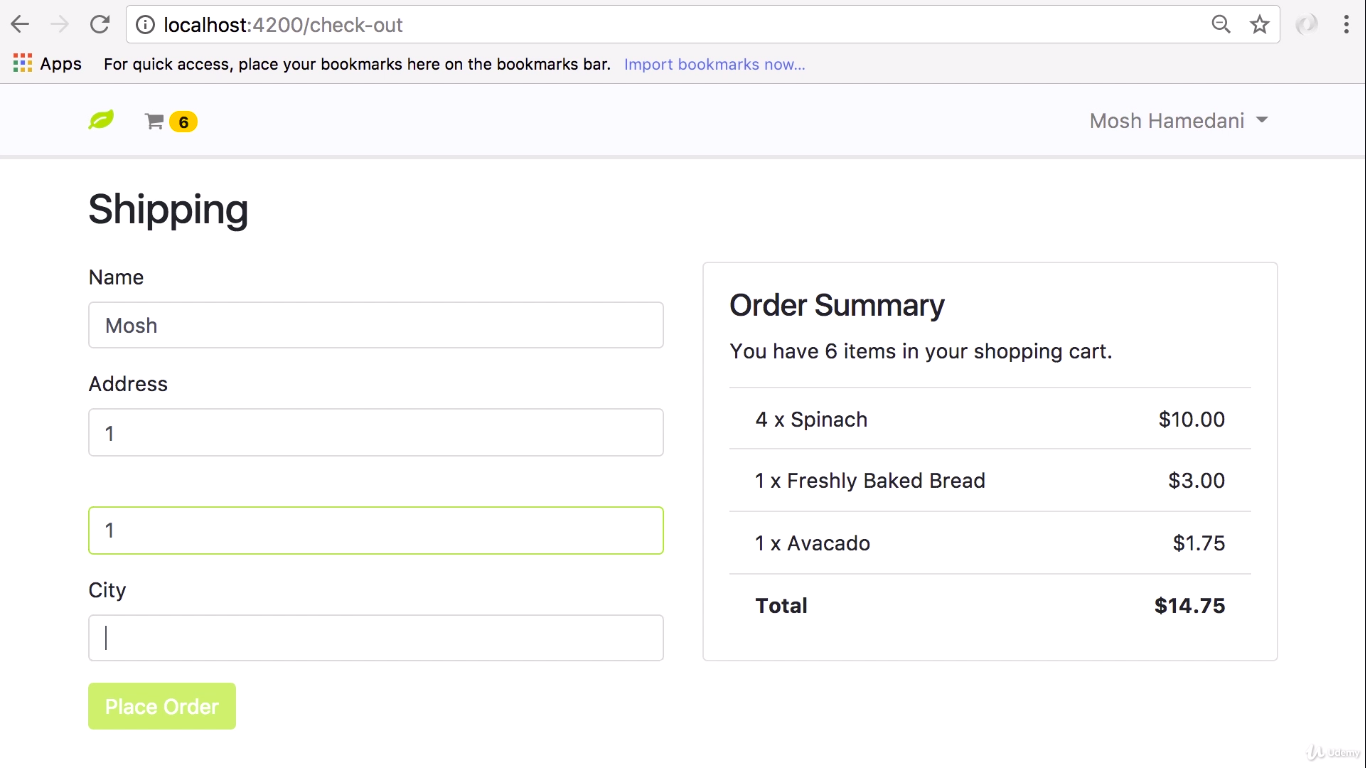 localhost:4200/check-out
Apps For quick access, place your bookmarks here on the bookmarks bar. Import bookmarks now...
6 Mosh Hamedani
Shipping
Name
Mosh
Address
1
1
City
Place Order
Order Summary
You have 6 items in your shopping cart.
4 x Spinach $10.00
1 x Freshly Baked Bread $3.00
1 x Avacado $1.75
Total $14.75
Udemy